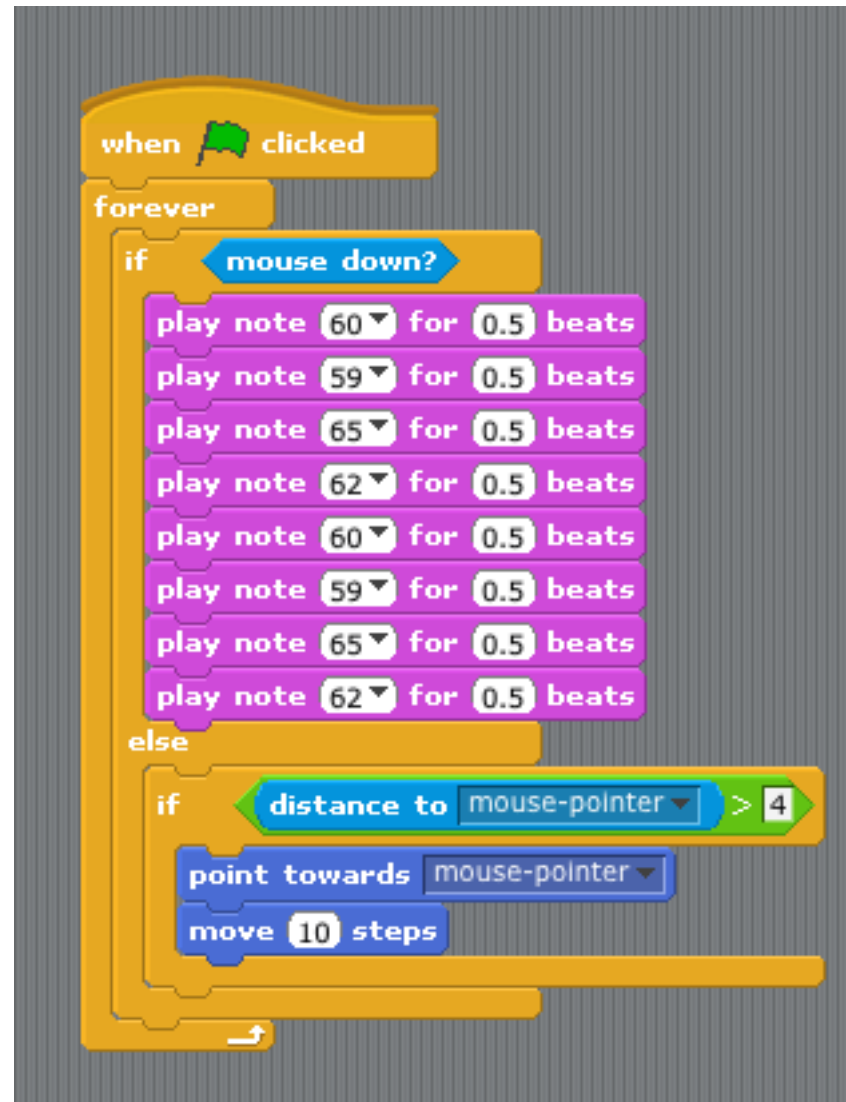 when clicked
forever
if mouse down?
play note 60 for 0.5 beats
play note 59 for 0.5 beats
play note 65 for 0.5 beats
play note 62 for 0.5 beats
play note 60 for 0.5 beats
play note 59 for 0.5 beats
play note 65 for 0.5 beats
play note 62 for 0.5 beats
else
if distance to mouse-pointer > 4
point towards mouse-pointer
move 10 steps